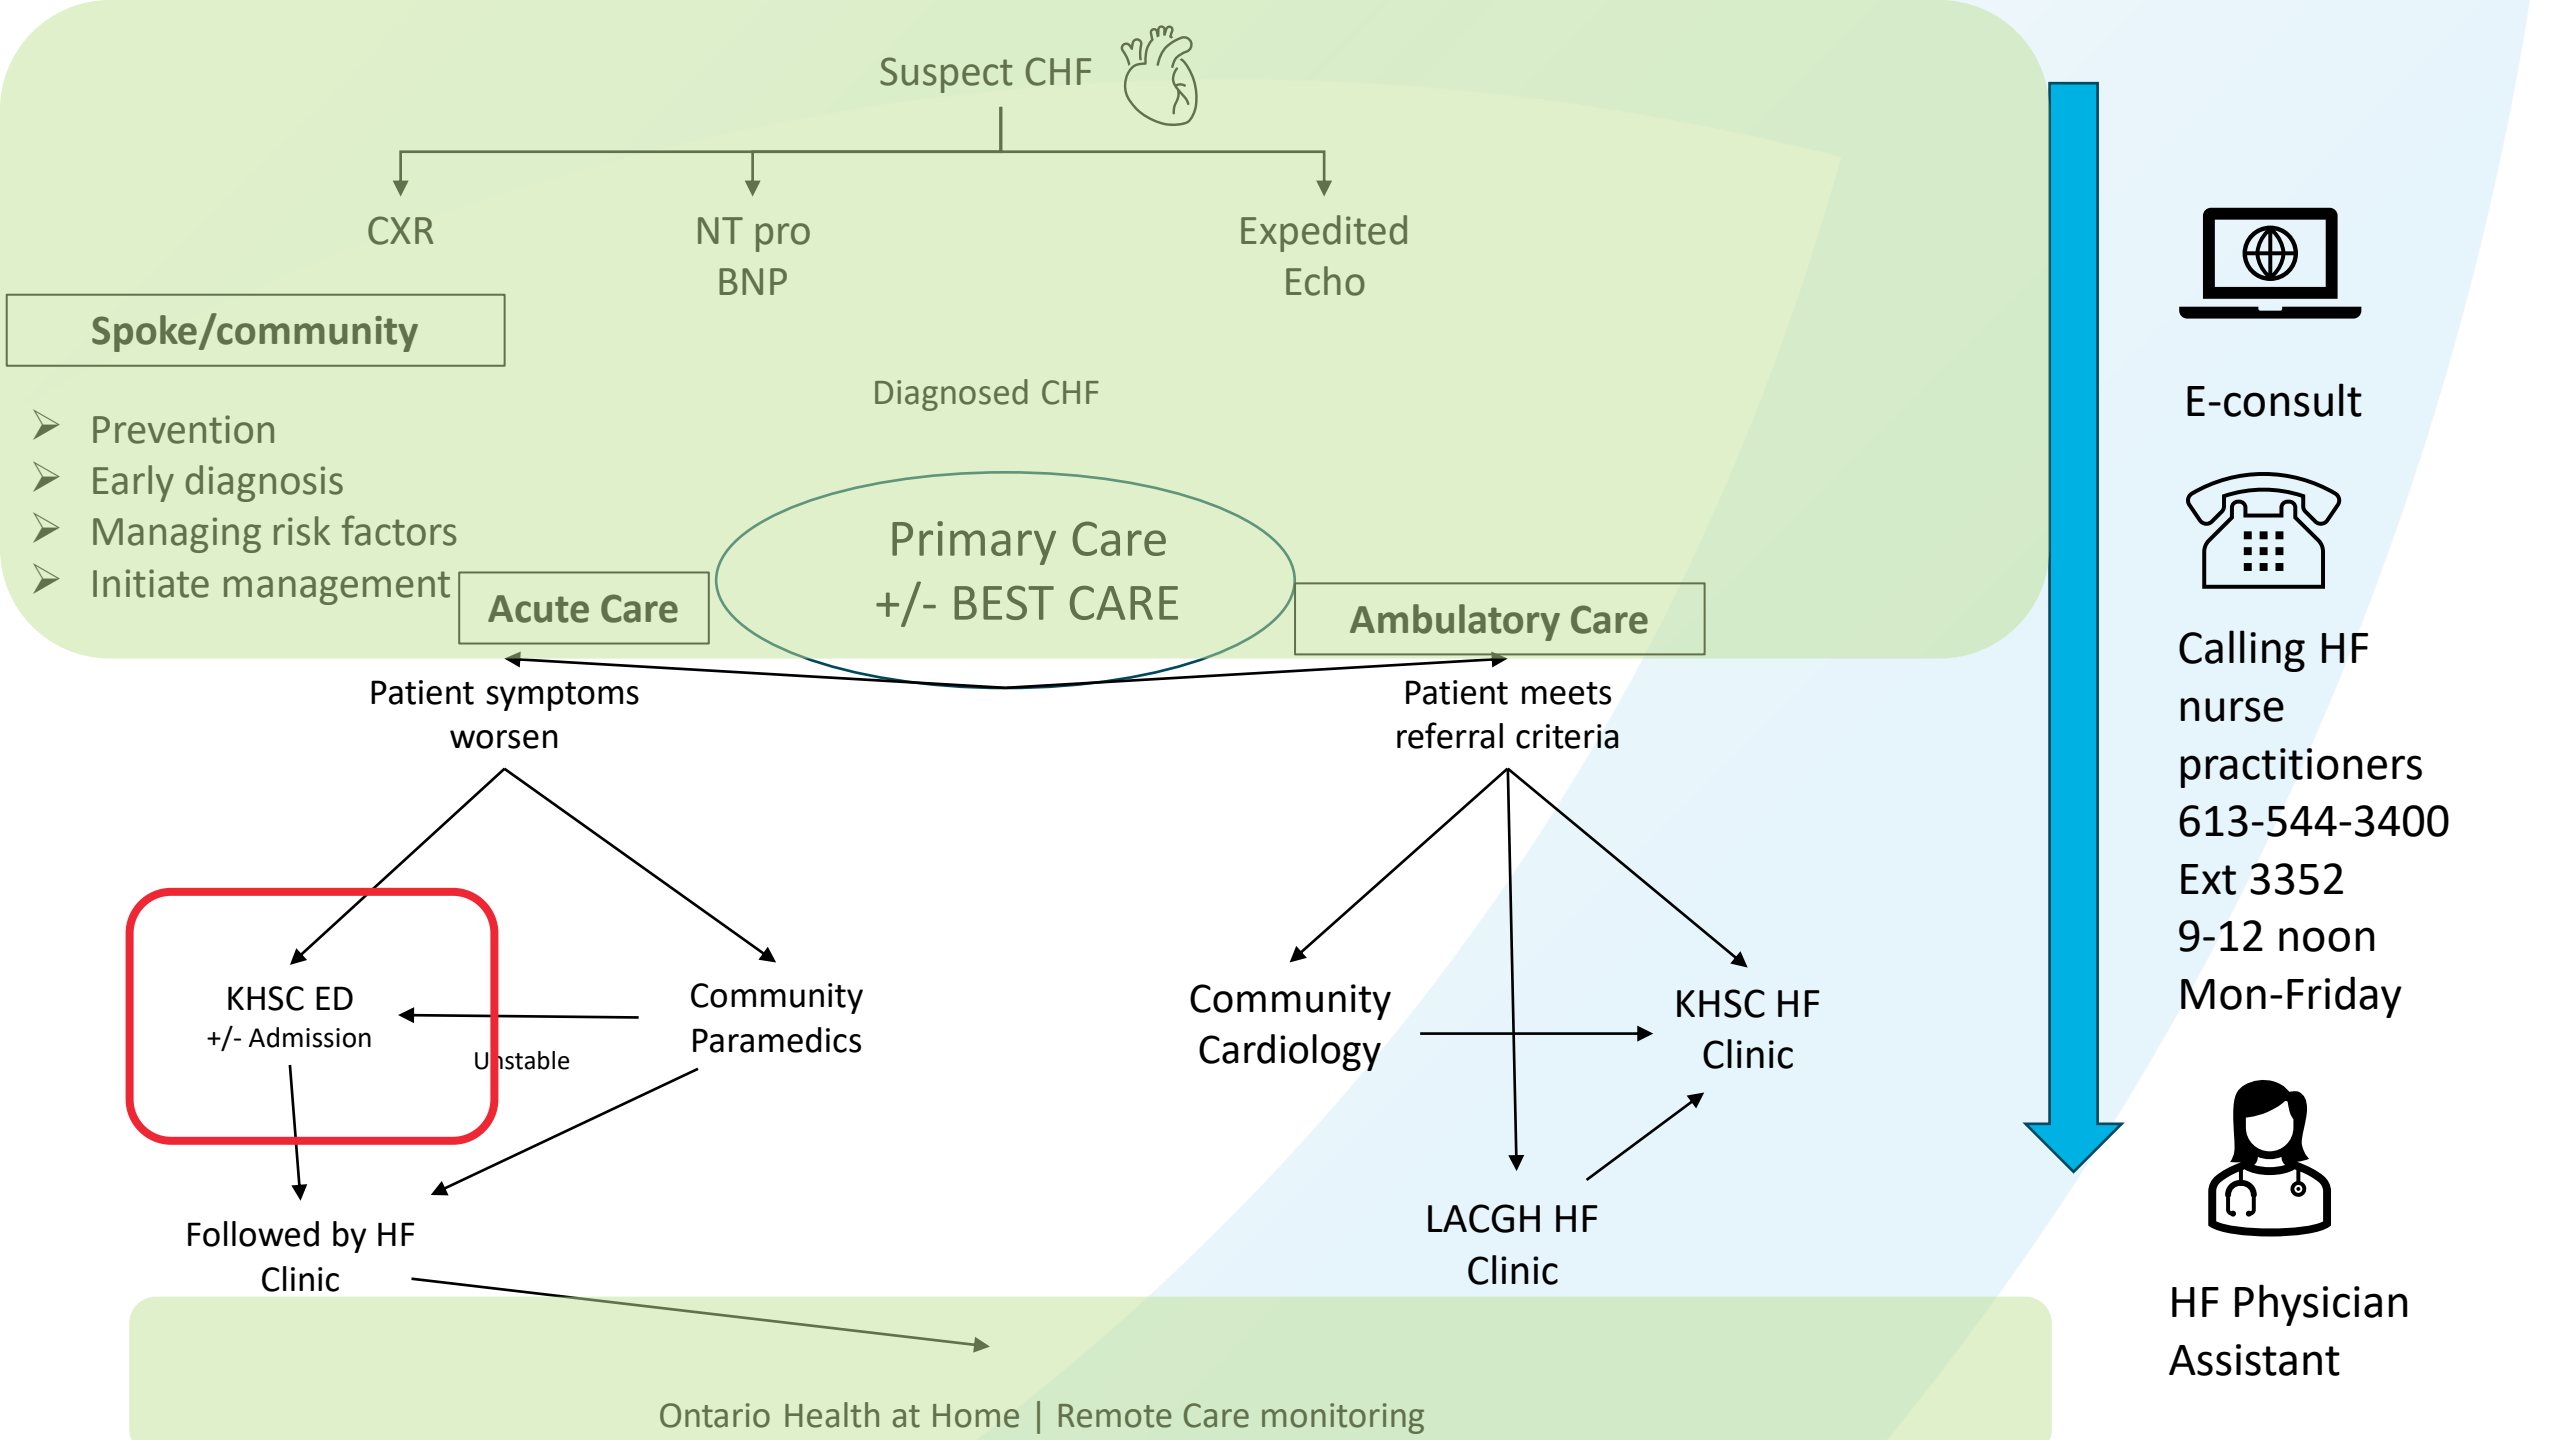 Suspect CHF
CXR
NT pro
BNP
Expedited
Echo
Spoke/community
Diagnosed CHF
Prevention
Early diagnosis
Managing risk factors
Initiate management
Primary Care
+/- BEST CARE
Acute Care
Ambulatory Care
Patient symptoms
worsen
Patient meets
referral criteria
KHSC ED
+/- Admission
Unstable
Community
Paramedics
Community
Cardiology
KHSC HF
Clinic
Followed by HF
Clinic
LACGH HF
Clinic
Ontario Health at Home | Remote Care monitoring
E-consult
Calling HF
nurse
practitioners
613-544-3400
Ext 3352
9-12 noon
Mon-Friday
HF Physician
Assistant